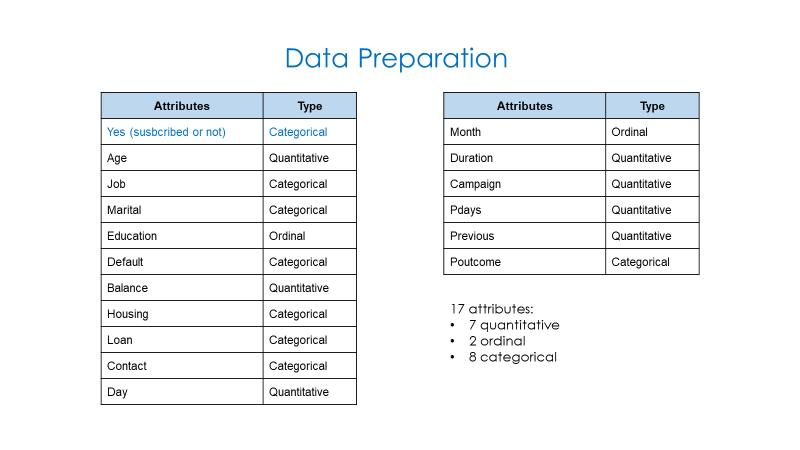 Data Preparation
Attributes Type
Yes (susbcribed or not) Categorical
Age Quantitative
Job Categorical
Marital Categorical
Education Ordinal
Default Categorical
Balance Quantitative
Housing Categorical
Loan Categorical
Contact Categorical
Day Quantitative
Attributes Type
Month Ordinal
Duration Quantitative
Campaign Quantitative
Pdays Quantitative
Previous Quantitative
Poutcome Categorical
17 attributes:
• 7 quantitative
• 2 ordinal
• 8 categorical